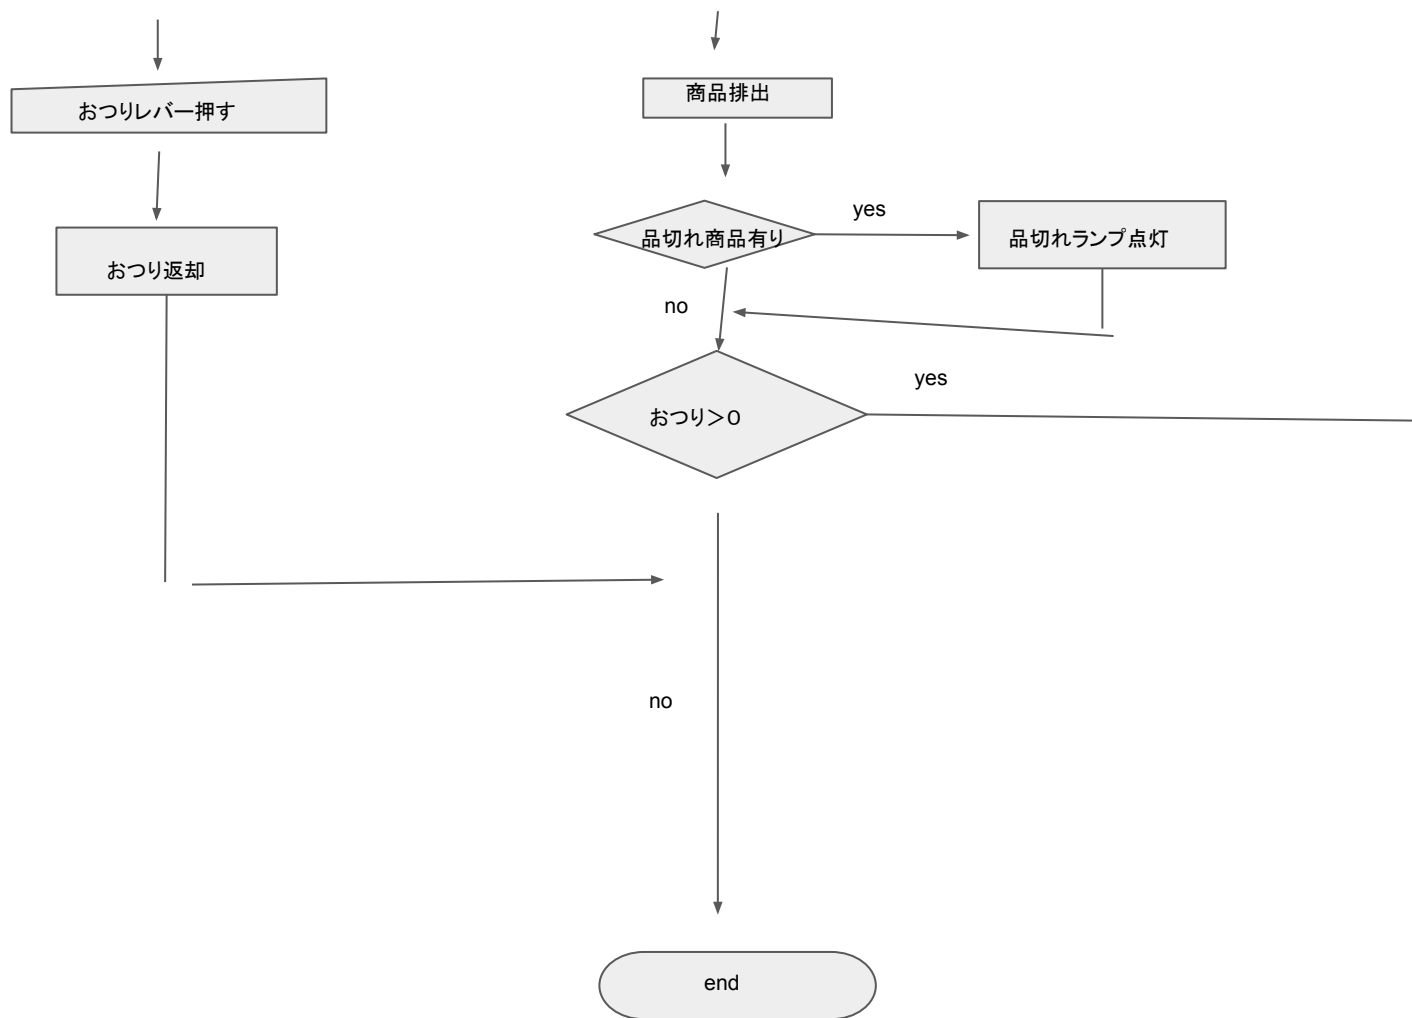 おつりレバー押す
商品排出
おつり返却
品切れ商品有り
yes
品切れランプ点灯
no
おつり＞０
yes
no
end